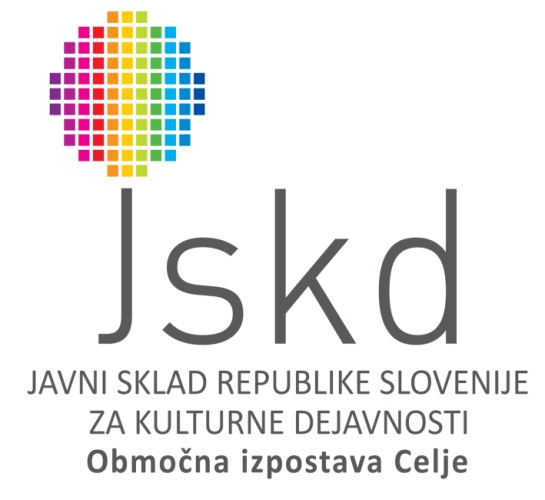 Jskd
JAVNI SKLAD REPUBLIKE SLOVENIJE
ZA KULTURNE DEJAVNOSTI
Območna izpostava Celje